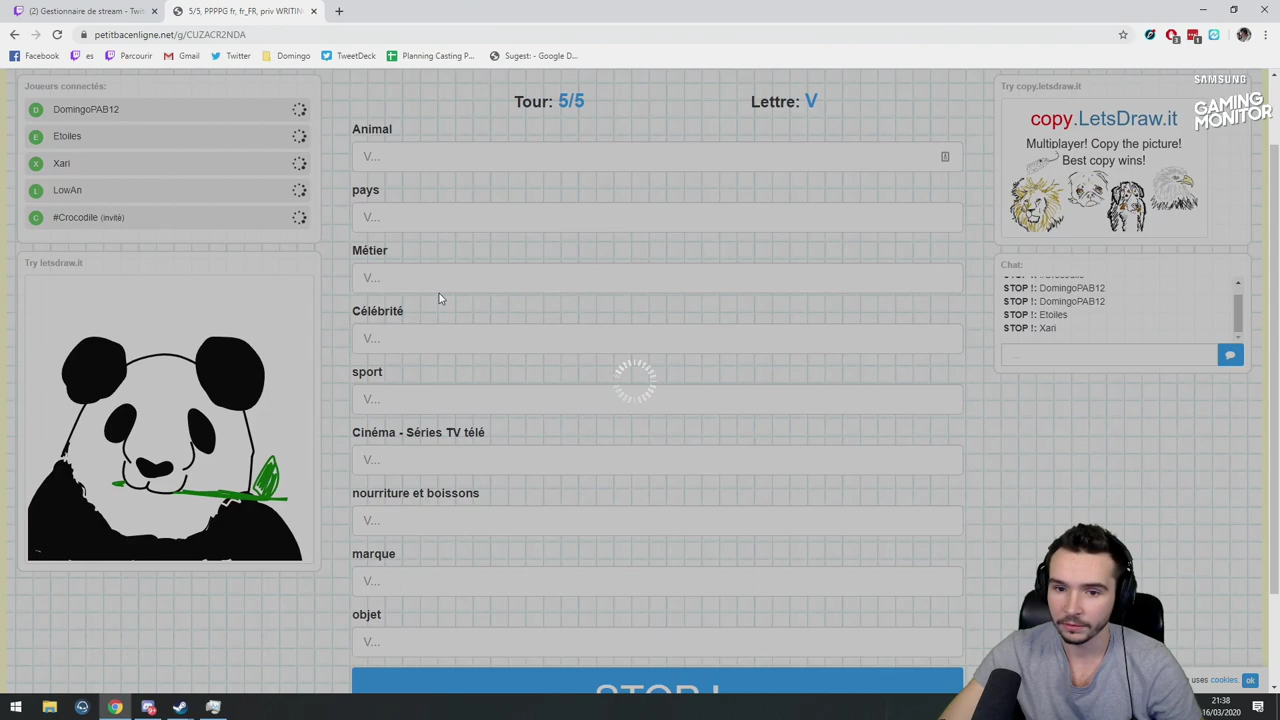 (2) Gestionnaire de stream - Twit
5/5, PPPPG fr, fr_FR, priv WRITIN
petitbacenligne.net/g/CUZACR2NDA
Facebook
es
Parcourir
Gmail
Twitter
Domingo
TweetDeck
Planning Casting P...
Sugest: - Google D...
Joueurs connectés:
D DominGoPAB12
E Etoiles
X Xari
L LowAn
C #Crocodile (invité)
Try letsdraw.it
Tour: 5/5
Lettre: V
Animal
V...
pays
V...
Métier
V...
Célébrité
V...
sport
V...
Cinéma - Séries TV télé
V...
nourriture et boissons
V...
marque
V...
objet
V...
STOP !
Try copy.letsdraw.it
SAMSUNG
GAMING
MONITOR
copy.LetsDraw.it
Multiplayer! Copy the picture!
Best copy wins!
Chat:
STOP !: DomingoPAB12
STOP !: DomingoPAB12
STOP !: Etoiles
STOP !: Xari
...
uses cookies. ok
21:38
16/03/2020